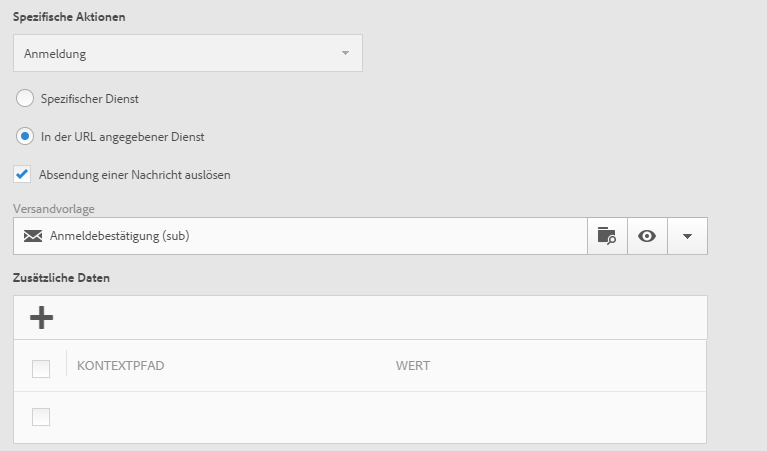 Spezifische Aktionen
Anmeldung
Spezifischer Dienst
In der URL angegebener Dienst
Absendung einer Nachricht auslösen
Versandvorlage
Anmeldebestätigung (sub)
Zusätzliche Daten
KONTEXTPFAD WERT